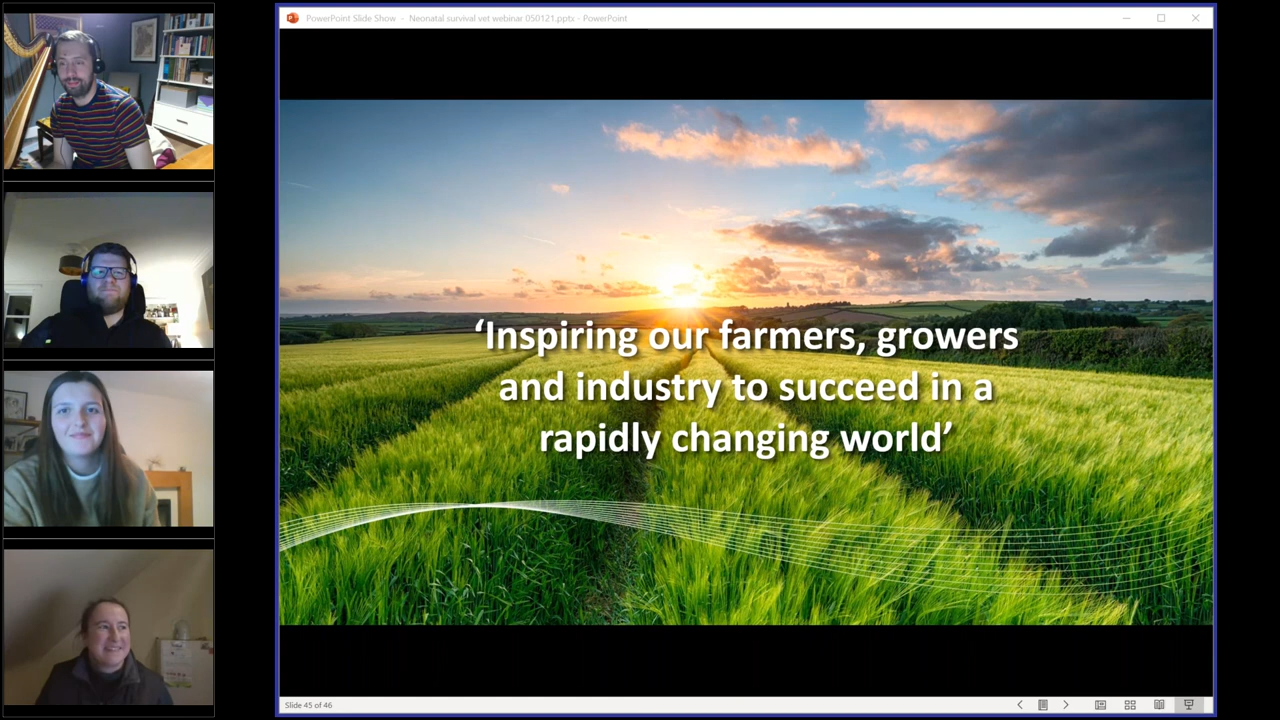 PowerPoint Slide Show - Neonatal survival vet webinar 050121.pptx - PowerPoint
‘Inspiring our farmers, growers
and industry to succeed in a
rapidly changing world’
Slide 45 of 46